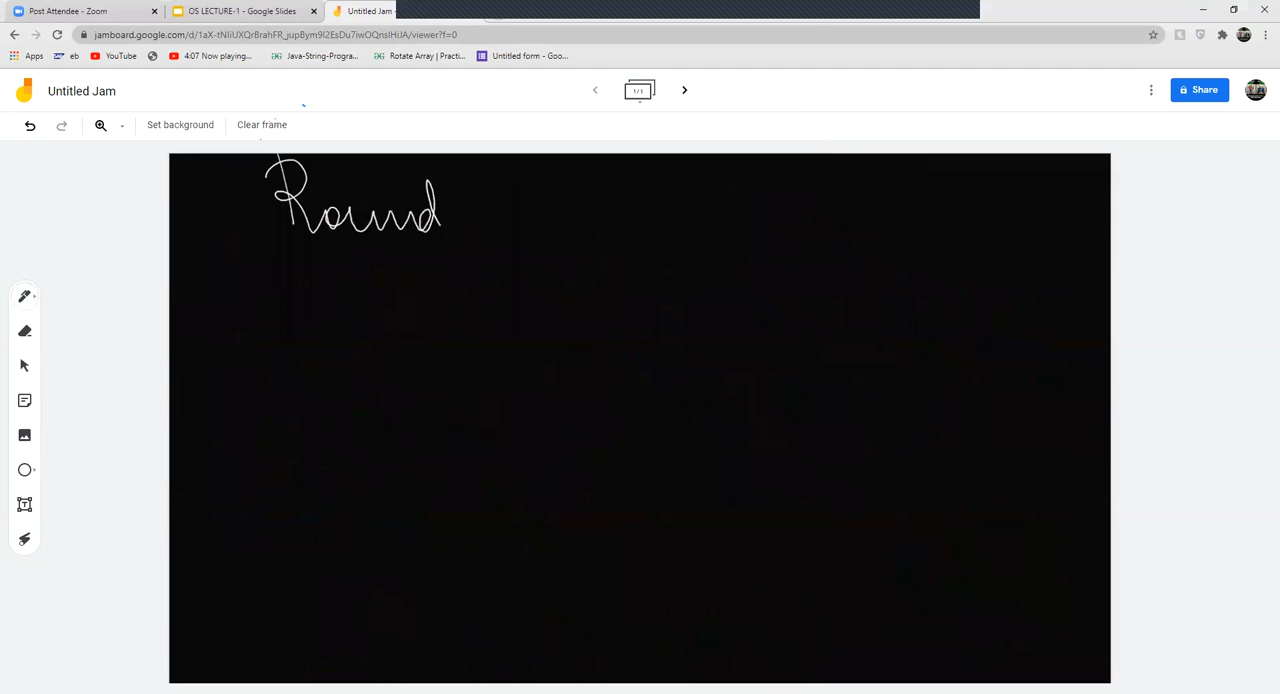 Post Attendee - Zoom
OS LECTURE-1 - Google Slides
Untitled Jam -
jamboard.google.com/d/1aX-tNIiUXQrBrahFR_jupBym9I2EsDu7iwOQnsIHiJA/viewer?f=0
Apps
eb
YouTube
4:07 Now playing...
Java-String-Progra...
Rotate Array | Practi...
Untitled form - Goo...
Untitled Jam
1/1
Share
Set background
Clear frame
Round